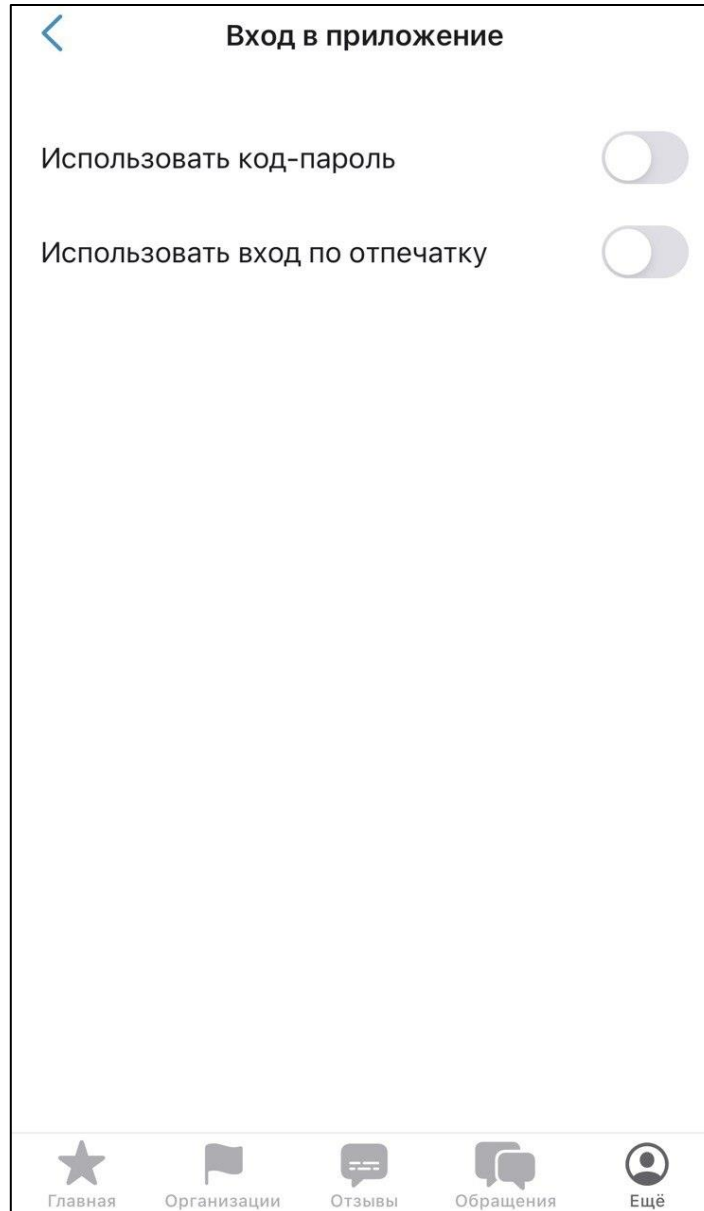 Вход в приложение
Использовать код-пароль
Использовать вход по отпечатку
Главная
Организации
Отзывы
Обращения
Ещё